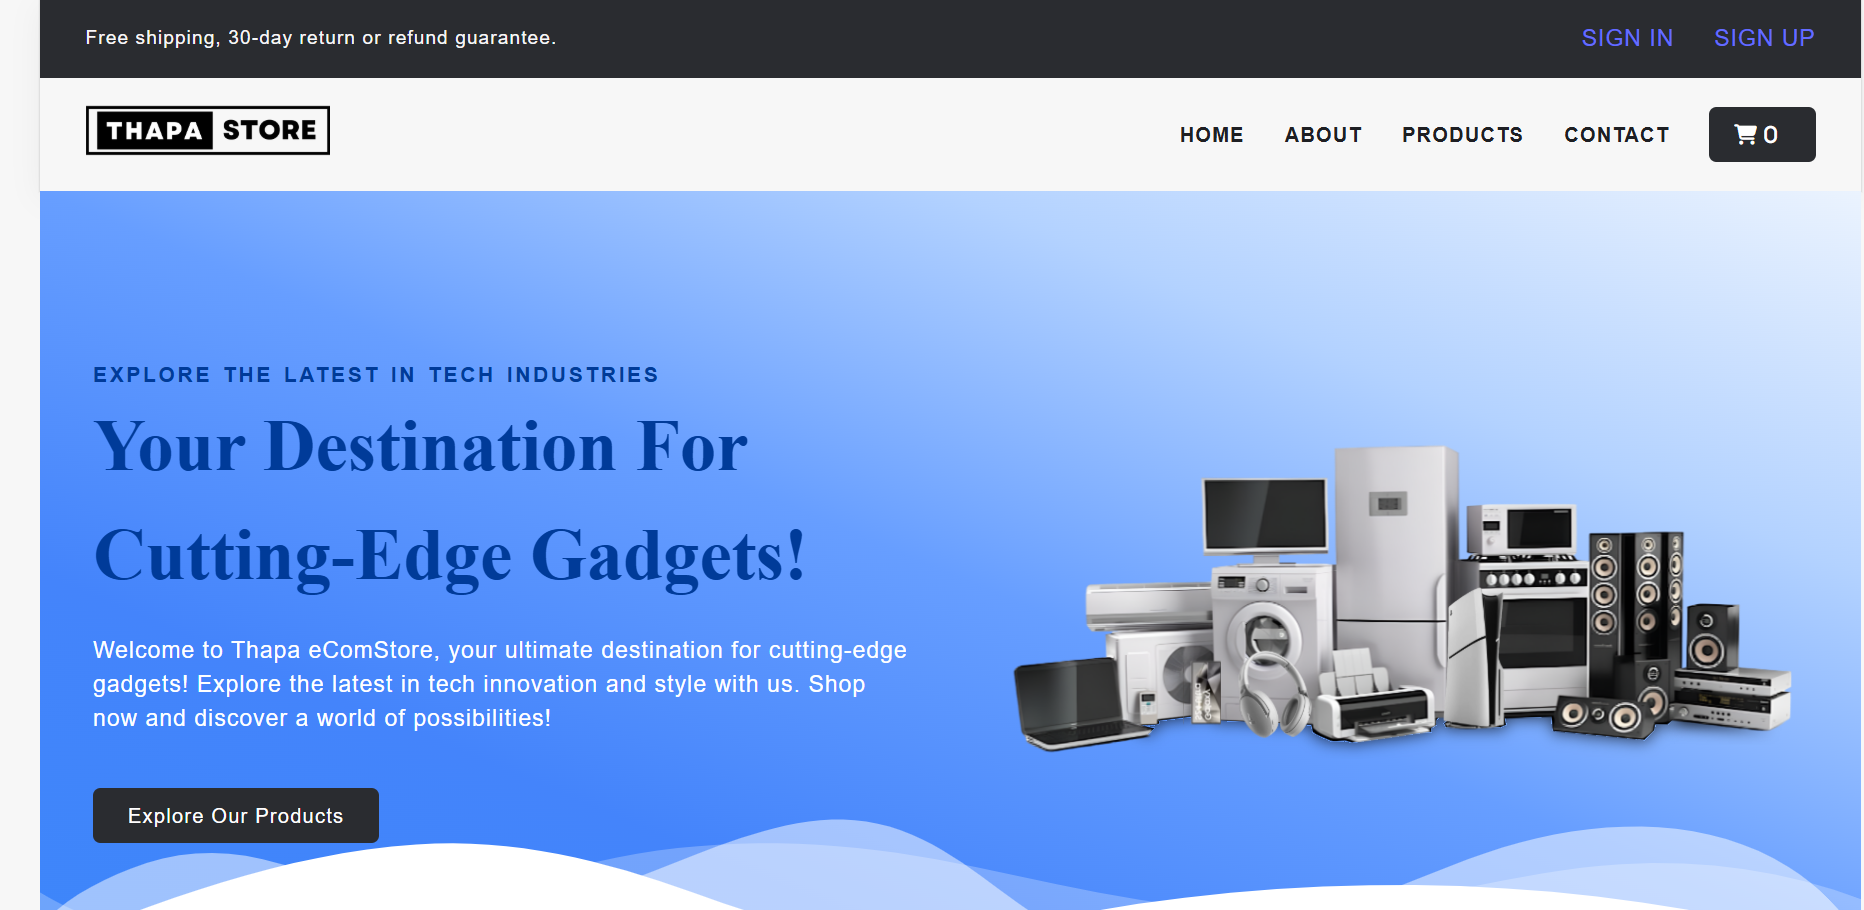 Free shipping, 30-day return or refund guarantee.
SIGN IN SIGN UP
THAPA STORE
HOME ABOUT PRODUCTS CONTACT 0
EXPLORE THE LATEST IN TECH INDUSTRIES
Your Destination For
Cutting-Edge Gadgets!
Welcome to Thapa eComStore, your ultimate destination for cutting-edge
gadgets! Explore the latest in tech innovation and style with us. Shop
now and discover a world of possibilities!
Explore Our Products